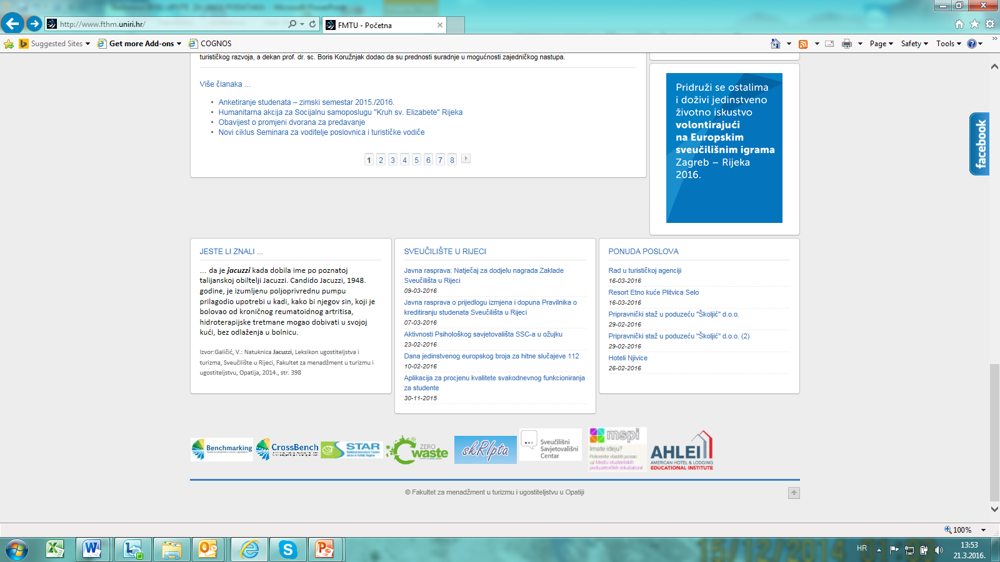 http://www.fthm.uniri.hr/
FMTU - Početna
Suggested Sites
Get more Add-ons
COGNOS
Page
Safety
Tools
turističkog razvoja, a dekan prof. dr. sc. Boris Koružnjak dodao da su prednosti suradnje u mogućnosti zajedničkog nastupa.
Više članaka ...
Anketiranje studenata – zimski semestar 2015./2016.
Humanitarna akcija za Socijalnu samoposlugu "Kruh sv. Elizabete" Rijeka
Obavijest o promjeni dvorana za predavanje
Novi ciklus Seminara za voditelje poslovnica i turističke vodiče
1 2 3 4 5 6 7 8
Pridruži se ostalima
i doživi jedinstveno
životno iskustvo
volontirajući
na Europskim
sveučilišnim igrama
Zagreb – Rijeka
2016.
facebook
JESTE LI ZNALI ...
... da je jacuzzi kada dobila ime po poznatoj
talijanskoj obiltelji Jacuzzi. Candido Jacuzzi, 1948.
godine, je izumljenu poljoprivrednu pumpu
prilagodio upotrebi u kadi, kako bi njegov sin, koji je
bolovao od kroničnog reumatoidnog artritisa,
hidroterapijske tretmane mogao dobivati u svojoj
kući, bez odlaženja u bolnicu.
Izvor:Galičić, V.: Natuknica Jacuzzi, Leksikon ugostiteljstva i
turizma, Sveučilište u Rijeci, Fakultet za menadžment u turizmu i
ugostiteljstvu, Opatija, 2014., str. 398
SVEUČILIŠTE U RIJECI
Javna rasprava: Natječaj za dodjelu nagrada Zaklade
Sveučilišta u Rijeci
09-03-2016
Javna rasprava o prijedlogu izmjena i dopuna Pravilnika o
kreditiranju studenata Sveučilišta u Rijeci
07-03-2016
Aktivnosti Psihološkog savjetovališta SSC-a u ožujku
23-02-2016
Dana jedinstvenog europskog broja za hitne slučajeve 112
10-02-2016
Aplikacija za procjenu kvalitete svakodnevnog funkcioniranja
za studente
30-11-2015
PONUDA POSLOVA
Rad u turističkoj agenciji
16-03-2016
Resort Etno kuće Plitvica Selo
16-03-2016
Pripravnički staž u poduzeću "Školjić" d.o.o.
29-02-2016
Pripravnički staž u poduzeću "Školjić" d.o.o. (2)
29-02-2016
Hoteli Njivice
26-02-2016
Benchmarking
CrossBench
STAR
ZERO
waste
skRIpta
Sveučilišni
Savjetovališni
Centar
mspi
Imate ideju?
Pokrenite vlastiti posao
uz Mrežu studentskih
poduzetničkih inkubatora!
AHLEI
AMERICAN HOTEL & LODGING
EDUCATIONAL INSTITUTE
© Fakultet za menadžment u turizmu i ugostiteljstvu u Opatiji
100%
HR
13:53
21.3.2016.